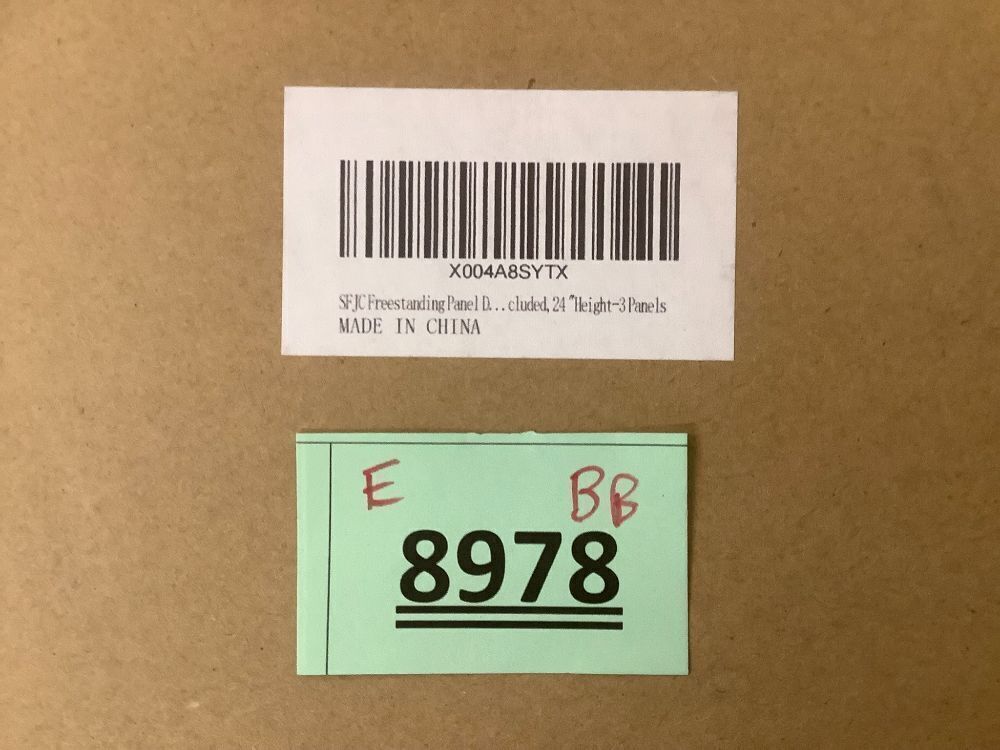 X004A8SYTX
SFJC Freestanding Panel D...cluded, 24 "Height-3 Panels
MADE IN CHINA
E BB
8978